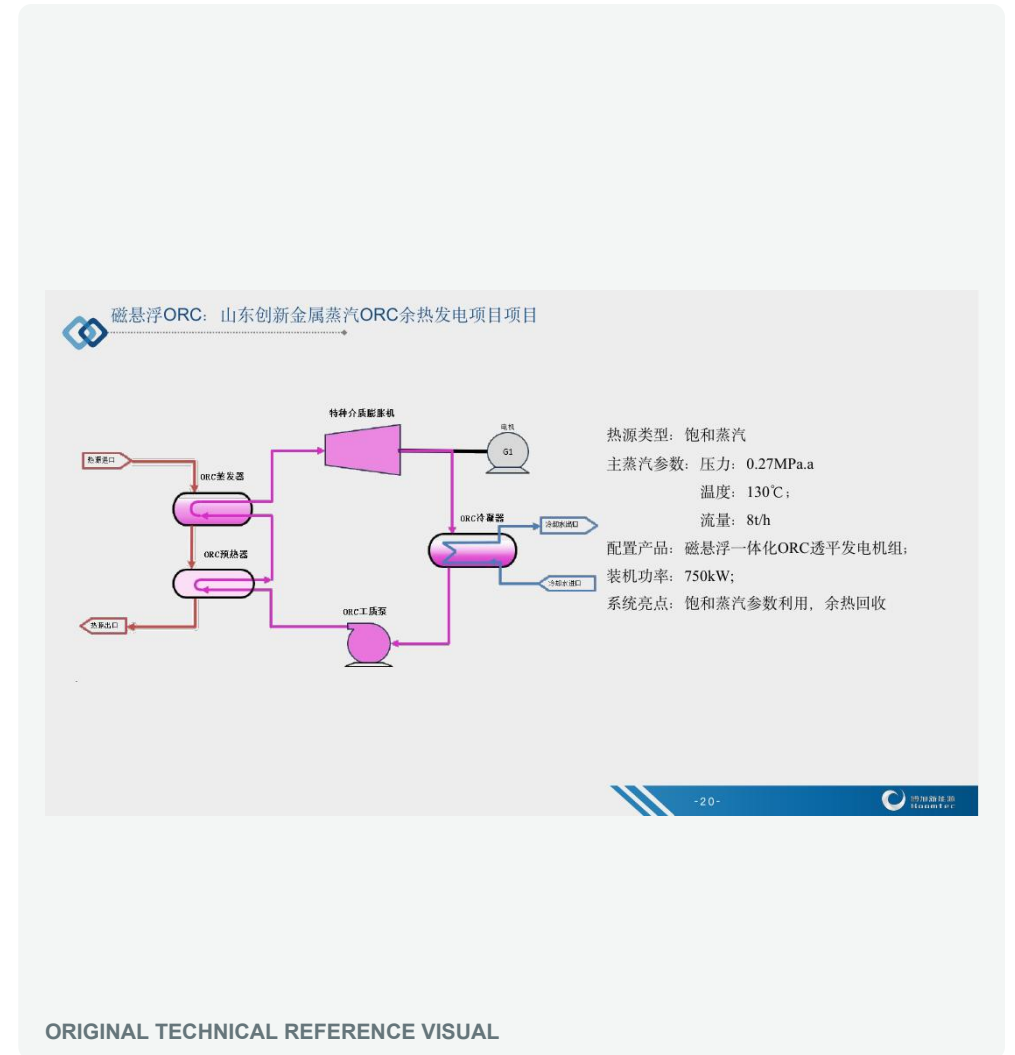 磁悬浮ORC：山东创新金属蒸汽ORC余热发电项目项目
特种介质膨胀机
电机
G1
热源进口
ORC蒸发器
ORC冷凝器
冷却水出口
ORC预热器
冷却水进口
热源出口
ORC工质泵
热源类型：饱和蒸汽
主蒸汽参数：压力：0.27MPa.a
温度：130℃；
流量：8t/h
配置产品：磁悬浮一体化ORC透平发电机组；
装机功率：750kW;
系统亮点：饱和蒸汽参数利用，余热回收
-20-
ORIGINAL TECHNICAL REFERENCE VISUAL